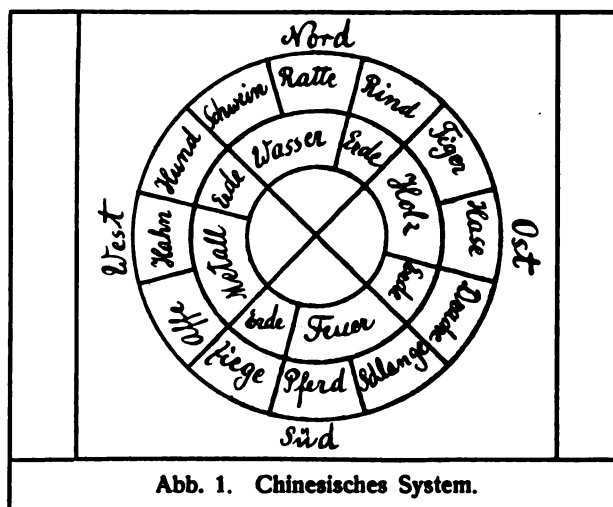 Nord
Ratte
Rind
Tiger
Hase
Drache
Schlange
Pferd
Ziege
Affe
Hahn
Hund
Schwein
Wasser
Erde
Holz
Erde
Feuer
Erde
Metall
Erde
Ost
Süd
West
Abb. 1. Chinesisches System.